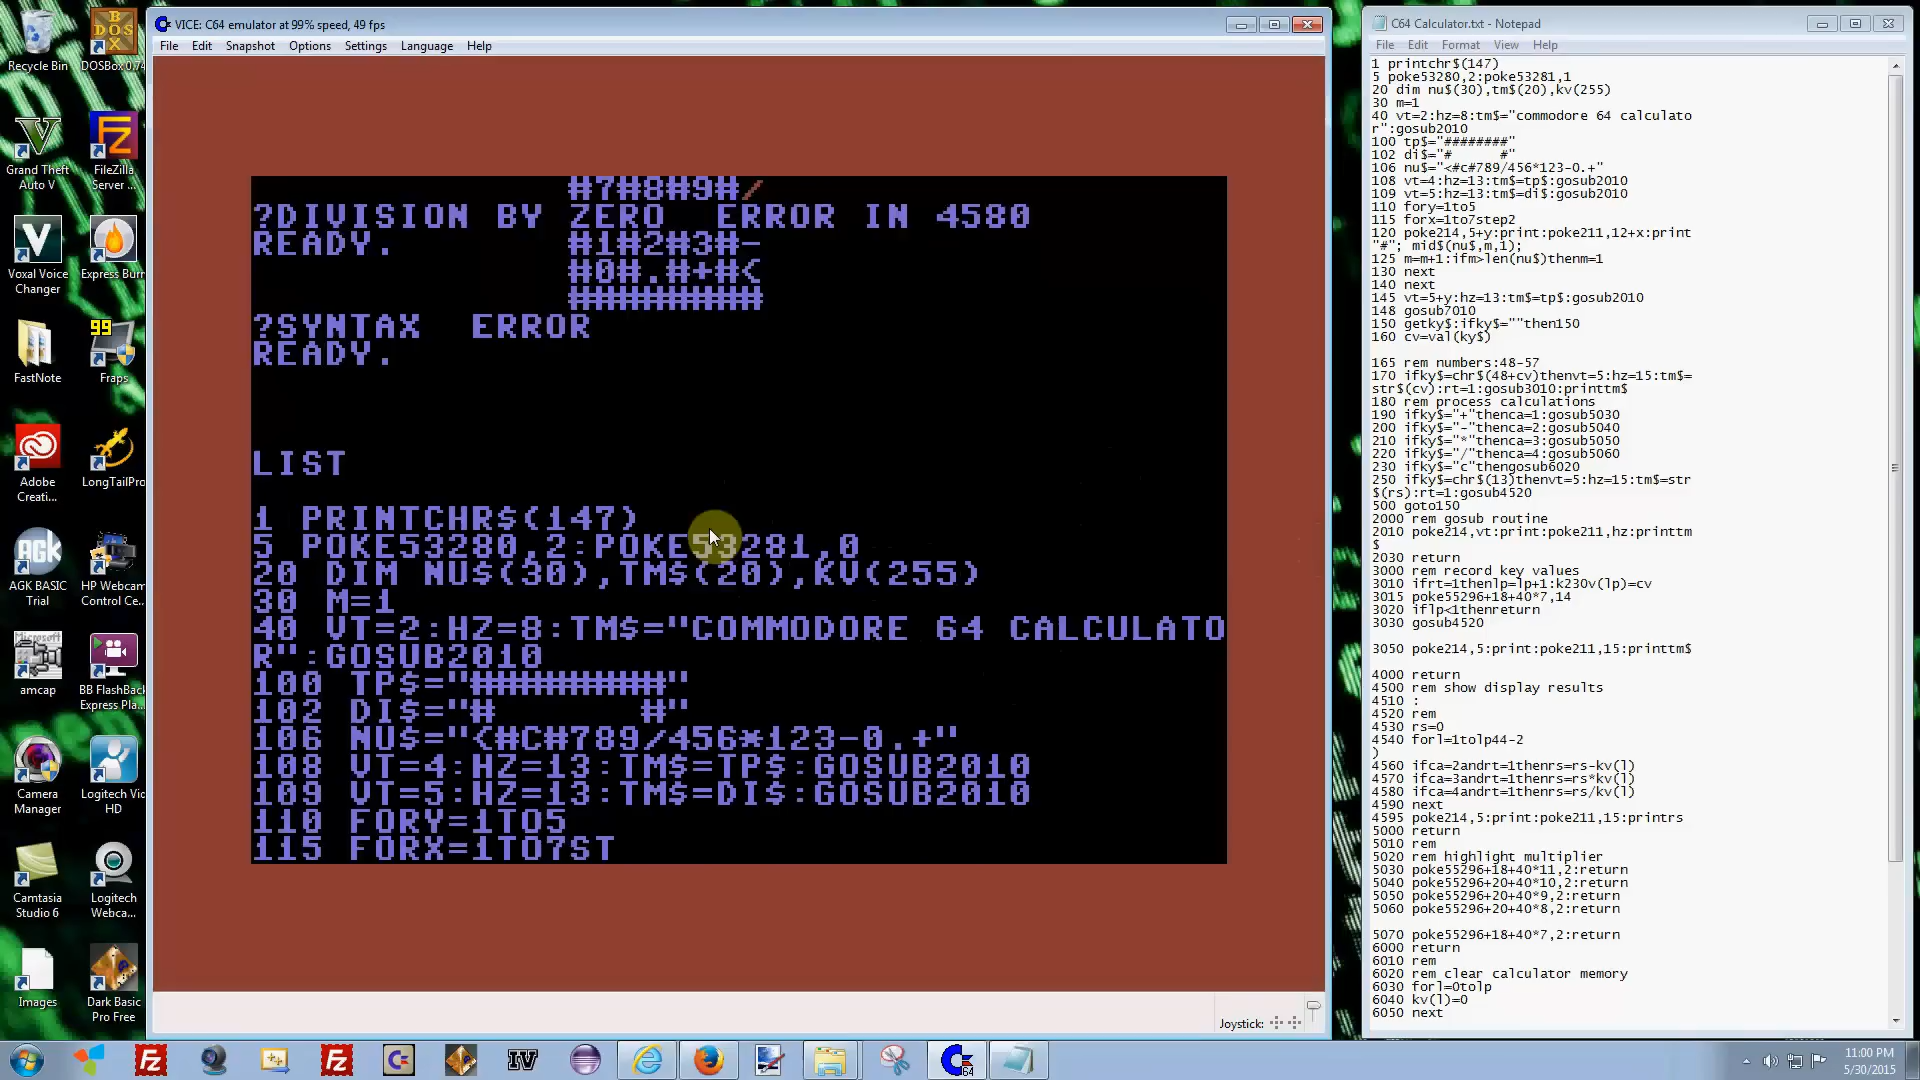 Recycle Bin
DOSBox 0.74
Grand Theft Auto V
FileZilla Server ...
Voxal Voice Changer
Express Burn
FastNote
99
Fraps
Adobe Creati...
LongTailPro
AGK BASIC Trial
HP Webcam Control Ce...
amcap
BB FlashBack Express Pla...
Camera Manager
Logitech Vid HD
Camtasia Studio 6
Logitech Webca...
Images
Dark Basic Pro Free
VICE: C64 emulator at 99% speed, 49 fps
File Edit Snapshot Options Settings Language Help
#7#8#9#/
?DIVISION BY ZERO  ERROR IN 4580
READY.
#1#2#3#-
#0#.#+#<
########
?SYNTAX  ERROR
READY.
LIST
1 PRINTCHR$(147)
5 POKE53280,2:POKE53281,0
20 DIM NU$(30),TM$(20),KV(255)
30 M=1
40 VT=2:HZ=8:TM$="COMMODORE 64 CALCULATO
R":GOSUB2010
100 TP$="########"
102 DI$="#      #"
106 NU$="<#C#789/456*123-0.+"
108 VT=4:HZ=13:TM$=TP$:GOSUB2010
109 VT=5:HZ=13:TM$=DI$:GOSUB2010
110 FORY=1TO5
115 FORX=1TO7ST
Joystick:
C64 Calculator.txt - Notepad
File Edit Format View Help
1 printchr$(147)
5 poke53280,2:poke53281,1
20 dim nu$(30),tm$(20),kv(255)
30 m=1
40 vt=2:hz=8:tm$="commodore 64 calculato
r":gosub2010
100 tp$="########"
102 di$="#      #"
106 nu$="<#c#789/456*123-0.+"
108 vt=4:hz=13:tm$=tp$:gosub2010
109 vt=5:hz=13:tm$=di$:gosub2010
110 fory=1to5
115 forx=1to7step2
120 poke214,5+y:print:poke211,12+x:print
"#"; mid$(nu$,m,1);
125 m=m+1:ifm>len(nu$)thenm=1
130 next
140 next
145 vt=5+y:hz=13:tm$=tp$:gosub2010
148 gosub7010
150 getky$:ifky$=""then150
160 cv=val(ky$)
165 rem numbers:48-57
170 ifky$=chr$(48+cv)thenvt=5:hz=15:tm$=
str$(cv):rt=1:gosub3010:printtm$
180 rem process calculations
190 ifky$="+"thenca=1:gosub5030
200 ifky$="-"thenca=2:gosub5040
210 ifky$="*"thenca=3:gosub5050
220 ifky$="/"thenca=4:gosub5060
230 ifky$="c"thengosub6020
250 ifky$=chr$(13)thenvt=5:hz=15:tm$=str
$(rs):rt=1:gosub4520
500 goto150
2000 rem gosub routine
2010 poke214,vt:print:poke211,hz:printtm
$
2030 return
3000 rem record key values
3010 ifrt=1thenlp=lp+1:k230v(lp)=cv
3015 poke55296+18+40*7,14
3020 iflp<1thenreturn
3030 gosub4520
3050 poke214,5:print:poke211,15:printtm$
4000 return
4500 rem show display results
4510 :
4520 rem
4530 rs=0
4540 forl=1tolp44-2
)
4560 ifca=2andrt=1thenrs=rs-kv(l)
4570 ifca=3andrt=1thenrs=rs*kv(l)
4580 ifca=4andrt=1thenrs=rs/kv(l)
4590 next
4595 poke214,5:print:poke211,15:printrs
5000 return
5010 rem
5020 rem highlight multiplier
5030 poke55296+18+40*11,2:return
5040 poke55296+20+40*10,2:return
5050 poke55296+20+40*9,2:return
5060 poke55296+20+40*8,2:return
5070 poke55296+18+40*7,2:return
6000 return
6010 rem
6020 rem clear calculator memory
6030 forl=0tolp
6040 kv(l)=0
6050 next
IV
64
11:00 PM
5/30/2015